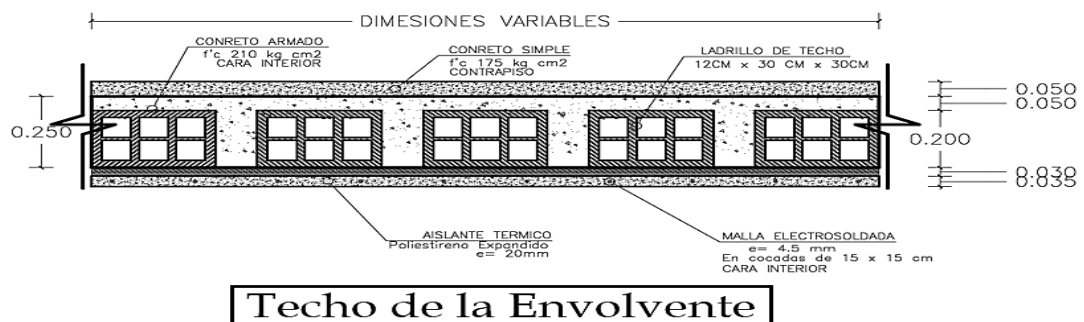 DIMESIONES VARIABLES
CONRETO ARMADO
f'c 210 kg cm2
CARA INTERIOR
CONRETO SIMPLE
f'c 175 kg cm2
CONTRAPISO
LADRILLO DE TECHO
12CM x 30 CM x 30CM
0.050
0.050
0.250
0.200
0.030
0.035
AISLANTE TERMICO
Poliestireno Expandido
e= 20mm
MALLA ELECTROSOLDADA
e= 4.5 mm
En cocadas de 15 x 15 cm
CARA INTERIOR
Techo de la Envolvente